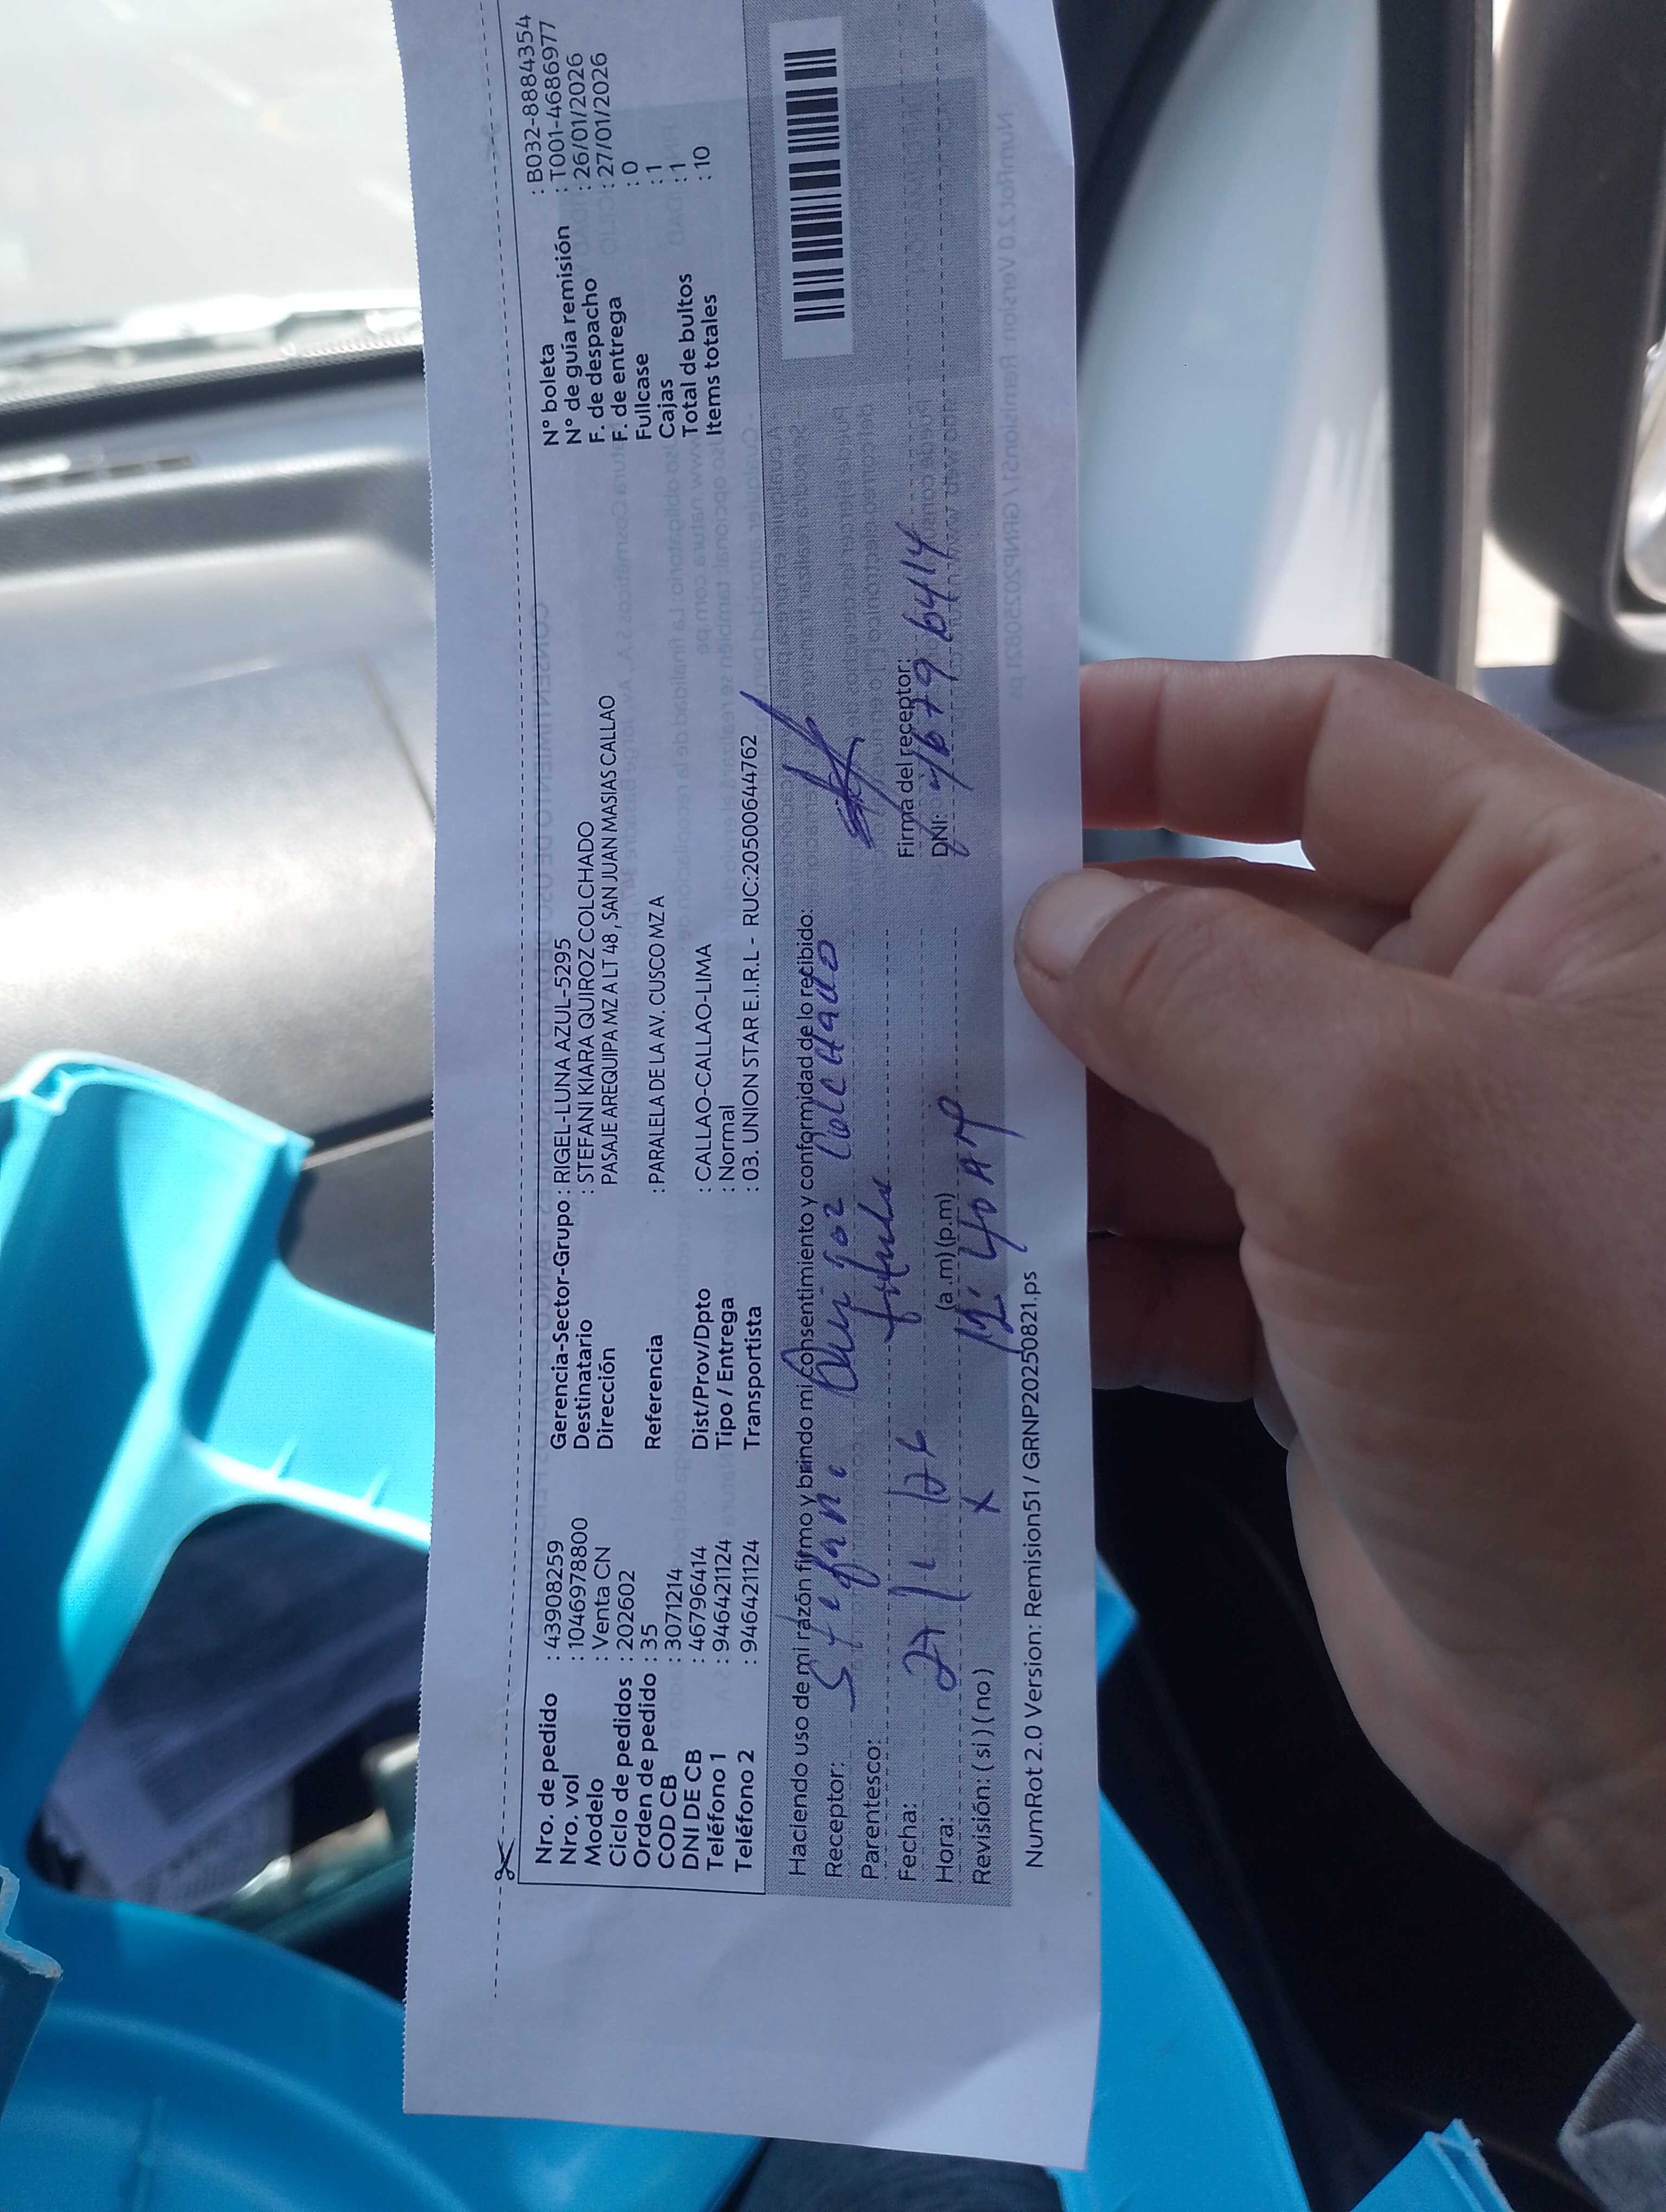 Nro. de pedido : 43908259
Nro. vol : 1046978800
Modelo : Venta CN
Ciclo de pedidos : 202602
Orden de pedido : 35
COD CB : 3071214
DNI DE CB : 46796414
Teléfono 1 : 946421124
Teléfono 2 : 946421124
Gerencia-Sector-Grupo : RIGEL-LUNA AZUL-5295
Destinatario : STEFANI KIARA QUIROZ COLCHADO
Dirección PASAJE AREQUIPA MZ A LT 48 , SAN JUAN MASIAS CALLAO
Referencia : PARALELA DE LA AV. CUSCO MZ A
Dist/Prov/Dpto : CALLAO-CALLAO-LIMA
Tipo / Entrega : Normal
Transportista : 03. UNION STAR E.I.R.L - RUC:20500644762
N° boleta : B032-8884354
N° de guía remisión : T001-4686977
F. de despacho : 26/01/2026
F. de entrega : 27/01/2026
Fullcase : 0
Cajas : 1
Total de bultos : 1
Items totales : 10
Haciendo uso de mi razón firmo y brindo mi consentimiento y conformidad de lo recibido:
Receptor: Stefani Quiroz Colchado
Parentesco: titular
Fecha: 27/1/26
Hora: (a .m) (p.m)
Revisión: ( si ) ( no ) x 12:40
Firma del receptor:
DNI: 46796414
NumRot 2.0 Version: Remision51 / GRNP20250821.ps